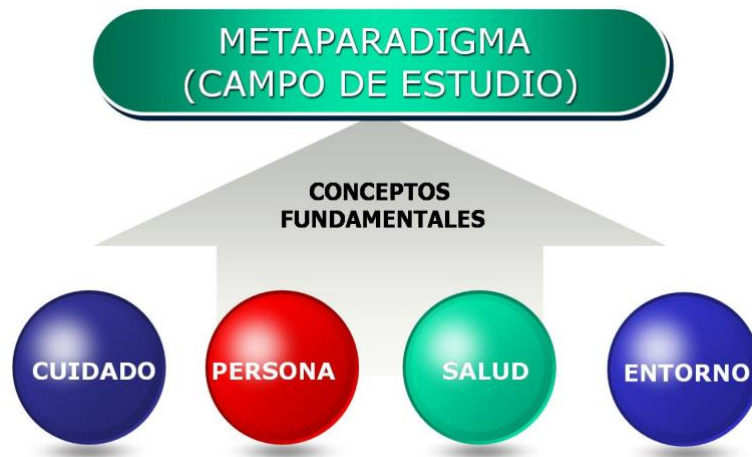 METAPARADIGMA
(CAMPO DE ESTUDIO)
CONCEPTOS
FUNDAMENTALES
CUIDADO
PERSONA
SALUD
ENTORNO